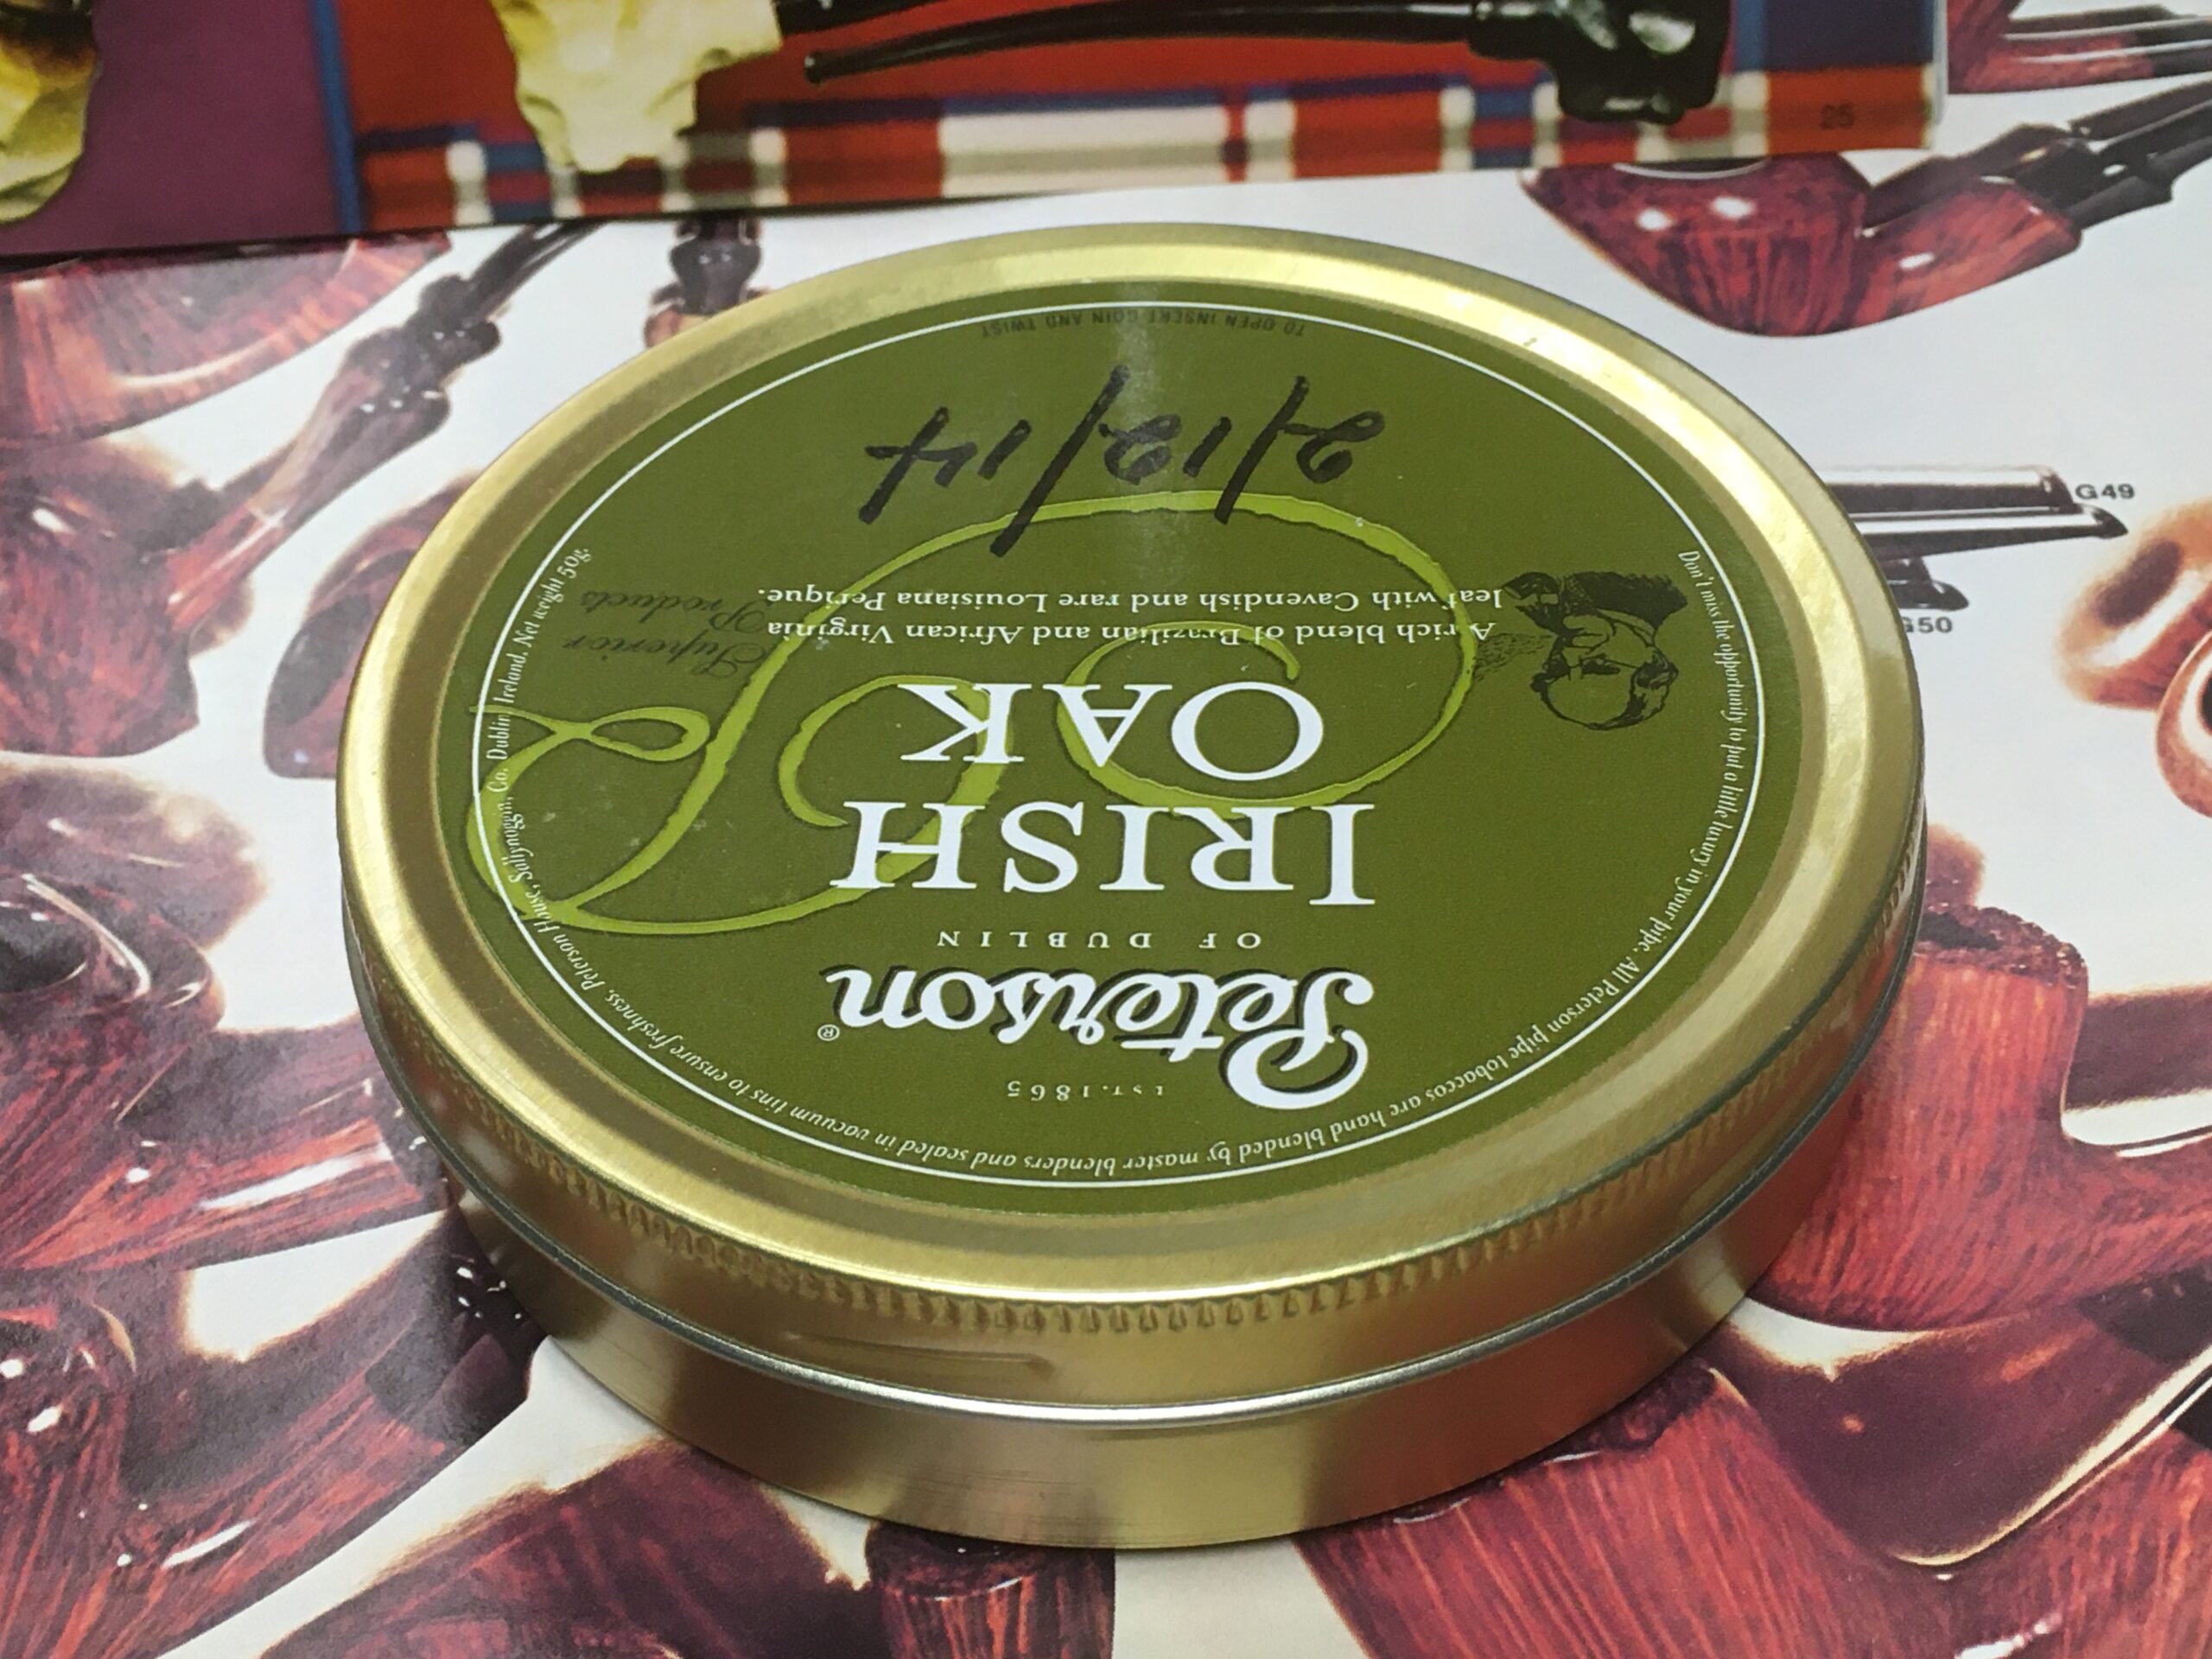 EST. 1865
Peterson®
OF DUBLIN
IRISH
OAK
A rich blend of Brazilian and African Virginia
leaf with Cavendish and rare Louisiana Perique.
Superior
Products
2/12/14
TO OPEN INSERT COIN AND TWIST
Don't miss the opportunity to put a little luxury in your pipe. All Peterson pipe tobaccos are hand blended by master blenders and sealed in vacuum tins to ensure freshness. Peterson House, Sallynoggin, Co. Dublin, Ireland. Net weight 50g.
25
G49
G50